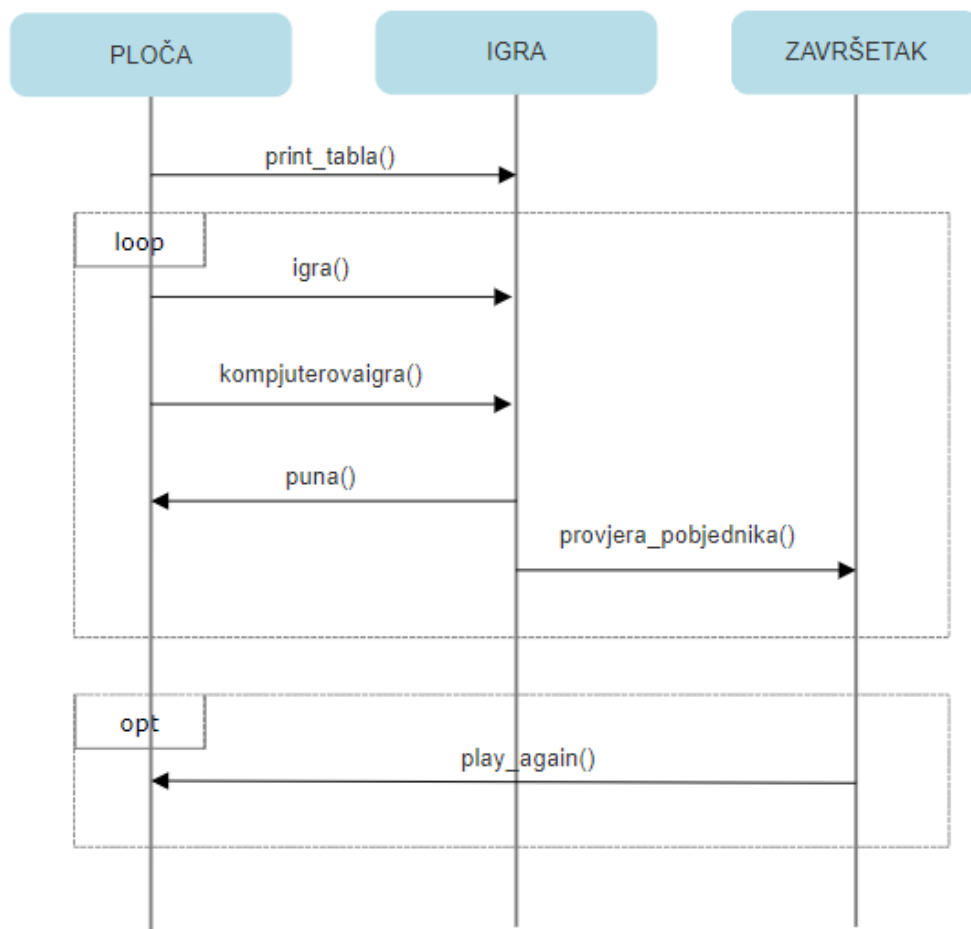 PLOČA
IGRA
ZAVRŠETAK
print_tabla()
loop
igra()
kompjuterovaigra()
puna()
provjera_pobjednika()
opt
play_again()